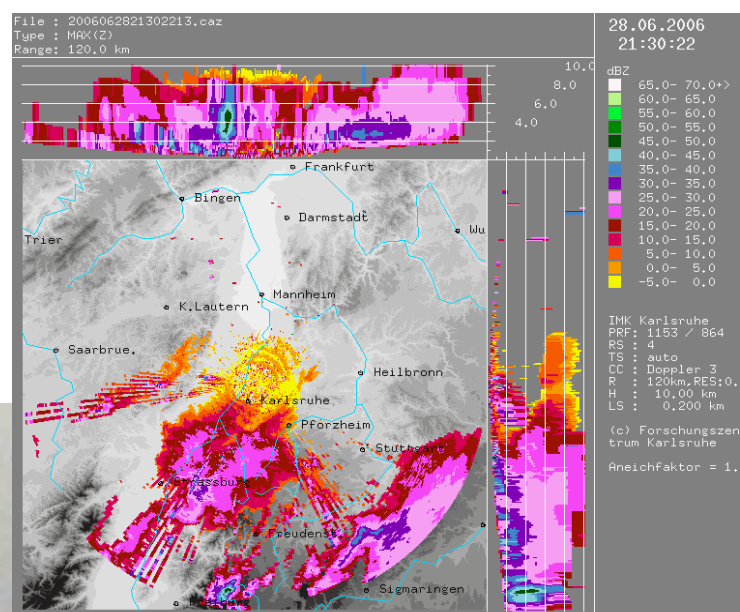 File : 2006062821302213.caz
Type : MAX(Z)
Range: 120.0 km
28.06.2006
21:30:22
10.0
8.0
6.0
4.0
dBZ
65.0- 70.0+>
60.0- 65.0
55.0- 60.0
50.0- 55.0
45.0- 50.0
40.0- 45.0
35.0- 40.0
30.0- 35.0
25.0- 30.0
20.0- 25.0
15.0- 20.0
10.0- 15.0
5.0- 10.0
0.0- 5.0
-5.0- 0.0
Frankfurt
Bingen
Darmstadt
Trier
Wu
Mannheim
K.Lautern
Saarbrue.
Heilbronn
Karlsruhe
Pforzheim
Stuttgart
Strassburg
Freudenst.
Sigmaringen
Freiburg
IMK Karlsruhe
PRF: 1153 / 864
RS : 4
TS : auto
CC : Doppler 3
R : 120km,RES:0.
H : 10.00 km
LS : 0.200 km
(c) Forschungszen
trum Karlsruhe
Aneichfaktor = 1.